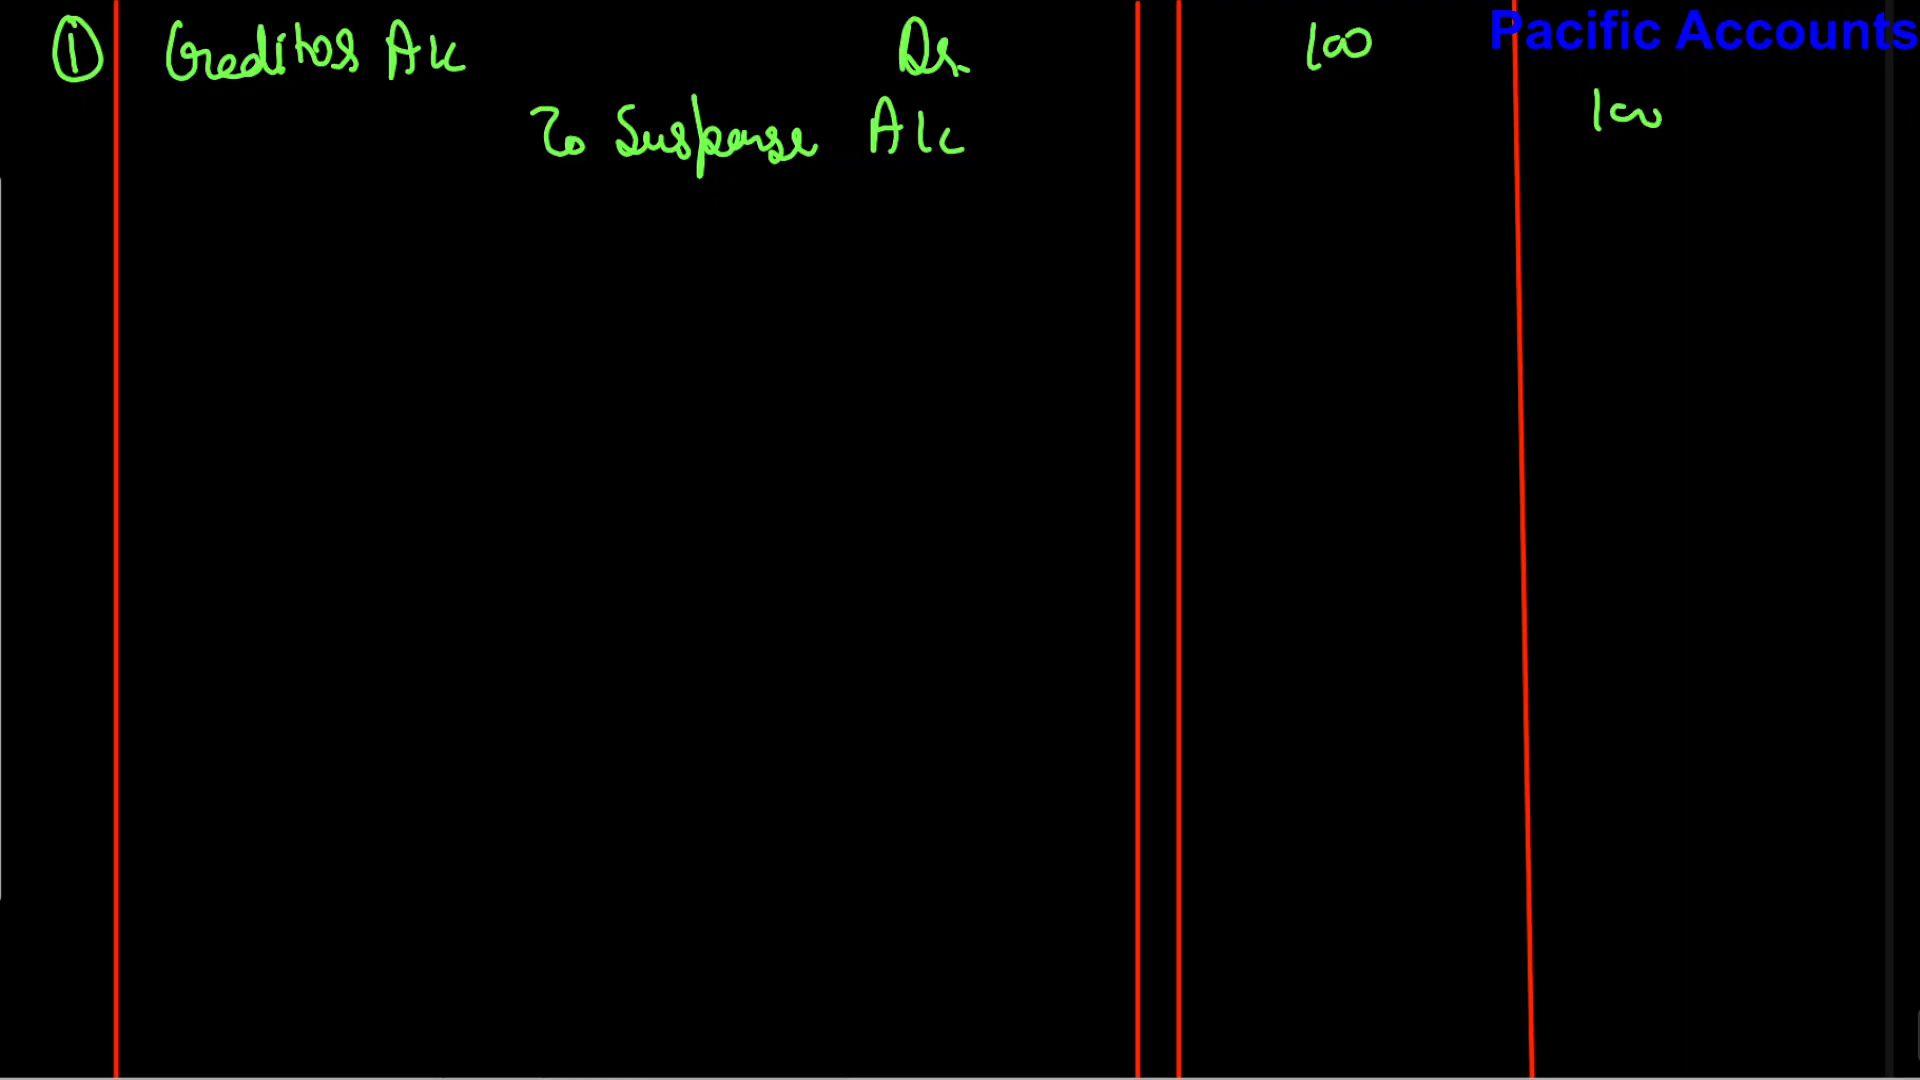 ① Creditors A/c Dr. 100
To Suspense A/c 100
Pacific Accounts